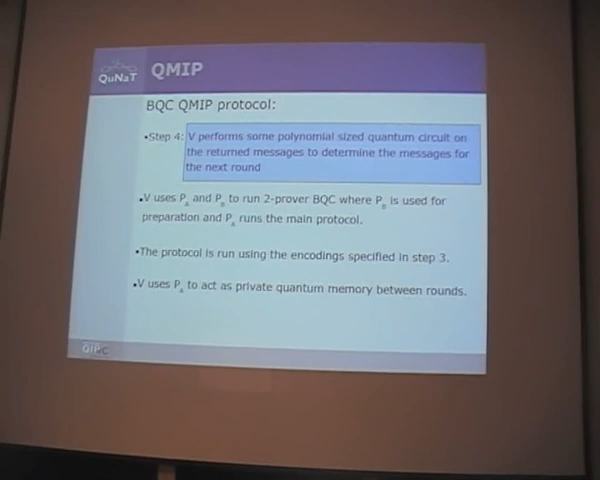 QuNaT
QMIP
BQC QMIP protocol:
•Step 4: V performs some polynomial sized quantum circuit on
the returned messages to determine the messages for
the next round
•V uses P_A and P_B to run 2-prover BQC where P_B is used for
preparation and P_A runs the main protocol.
•The protocol is run using the encodings specified in step 3.
•V uses P_A to act as private quantum memory between rounds.